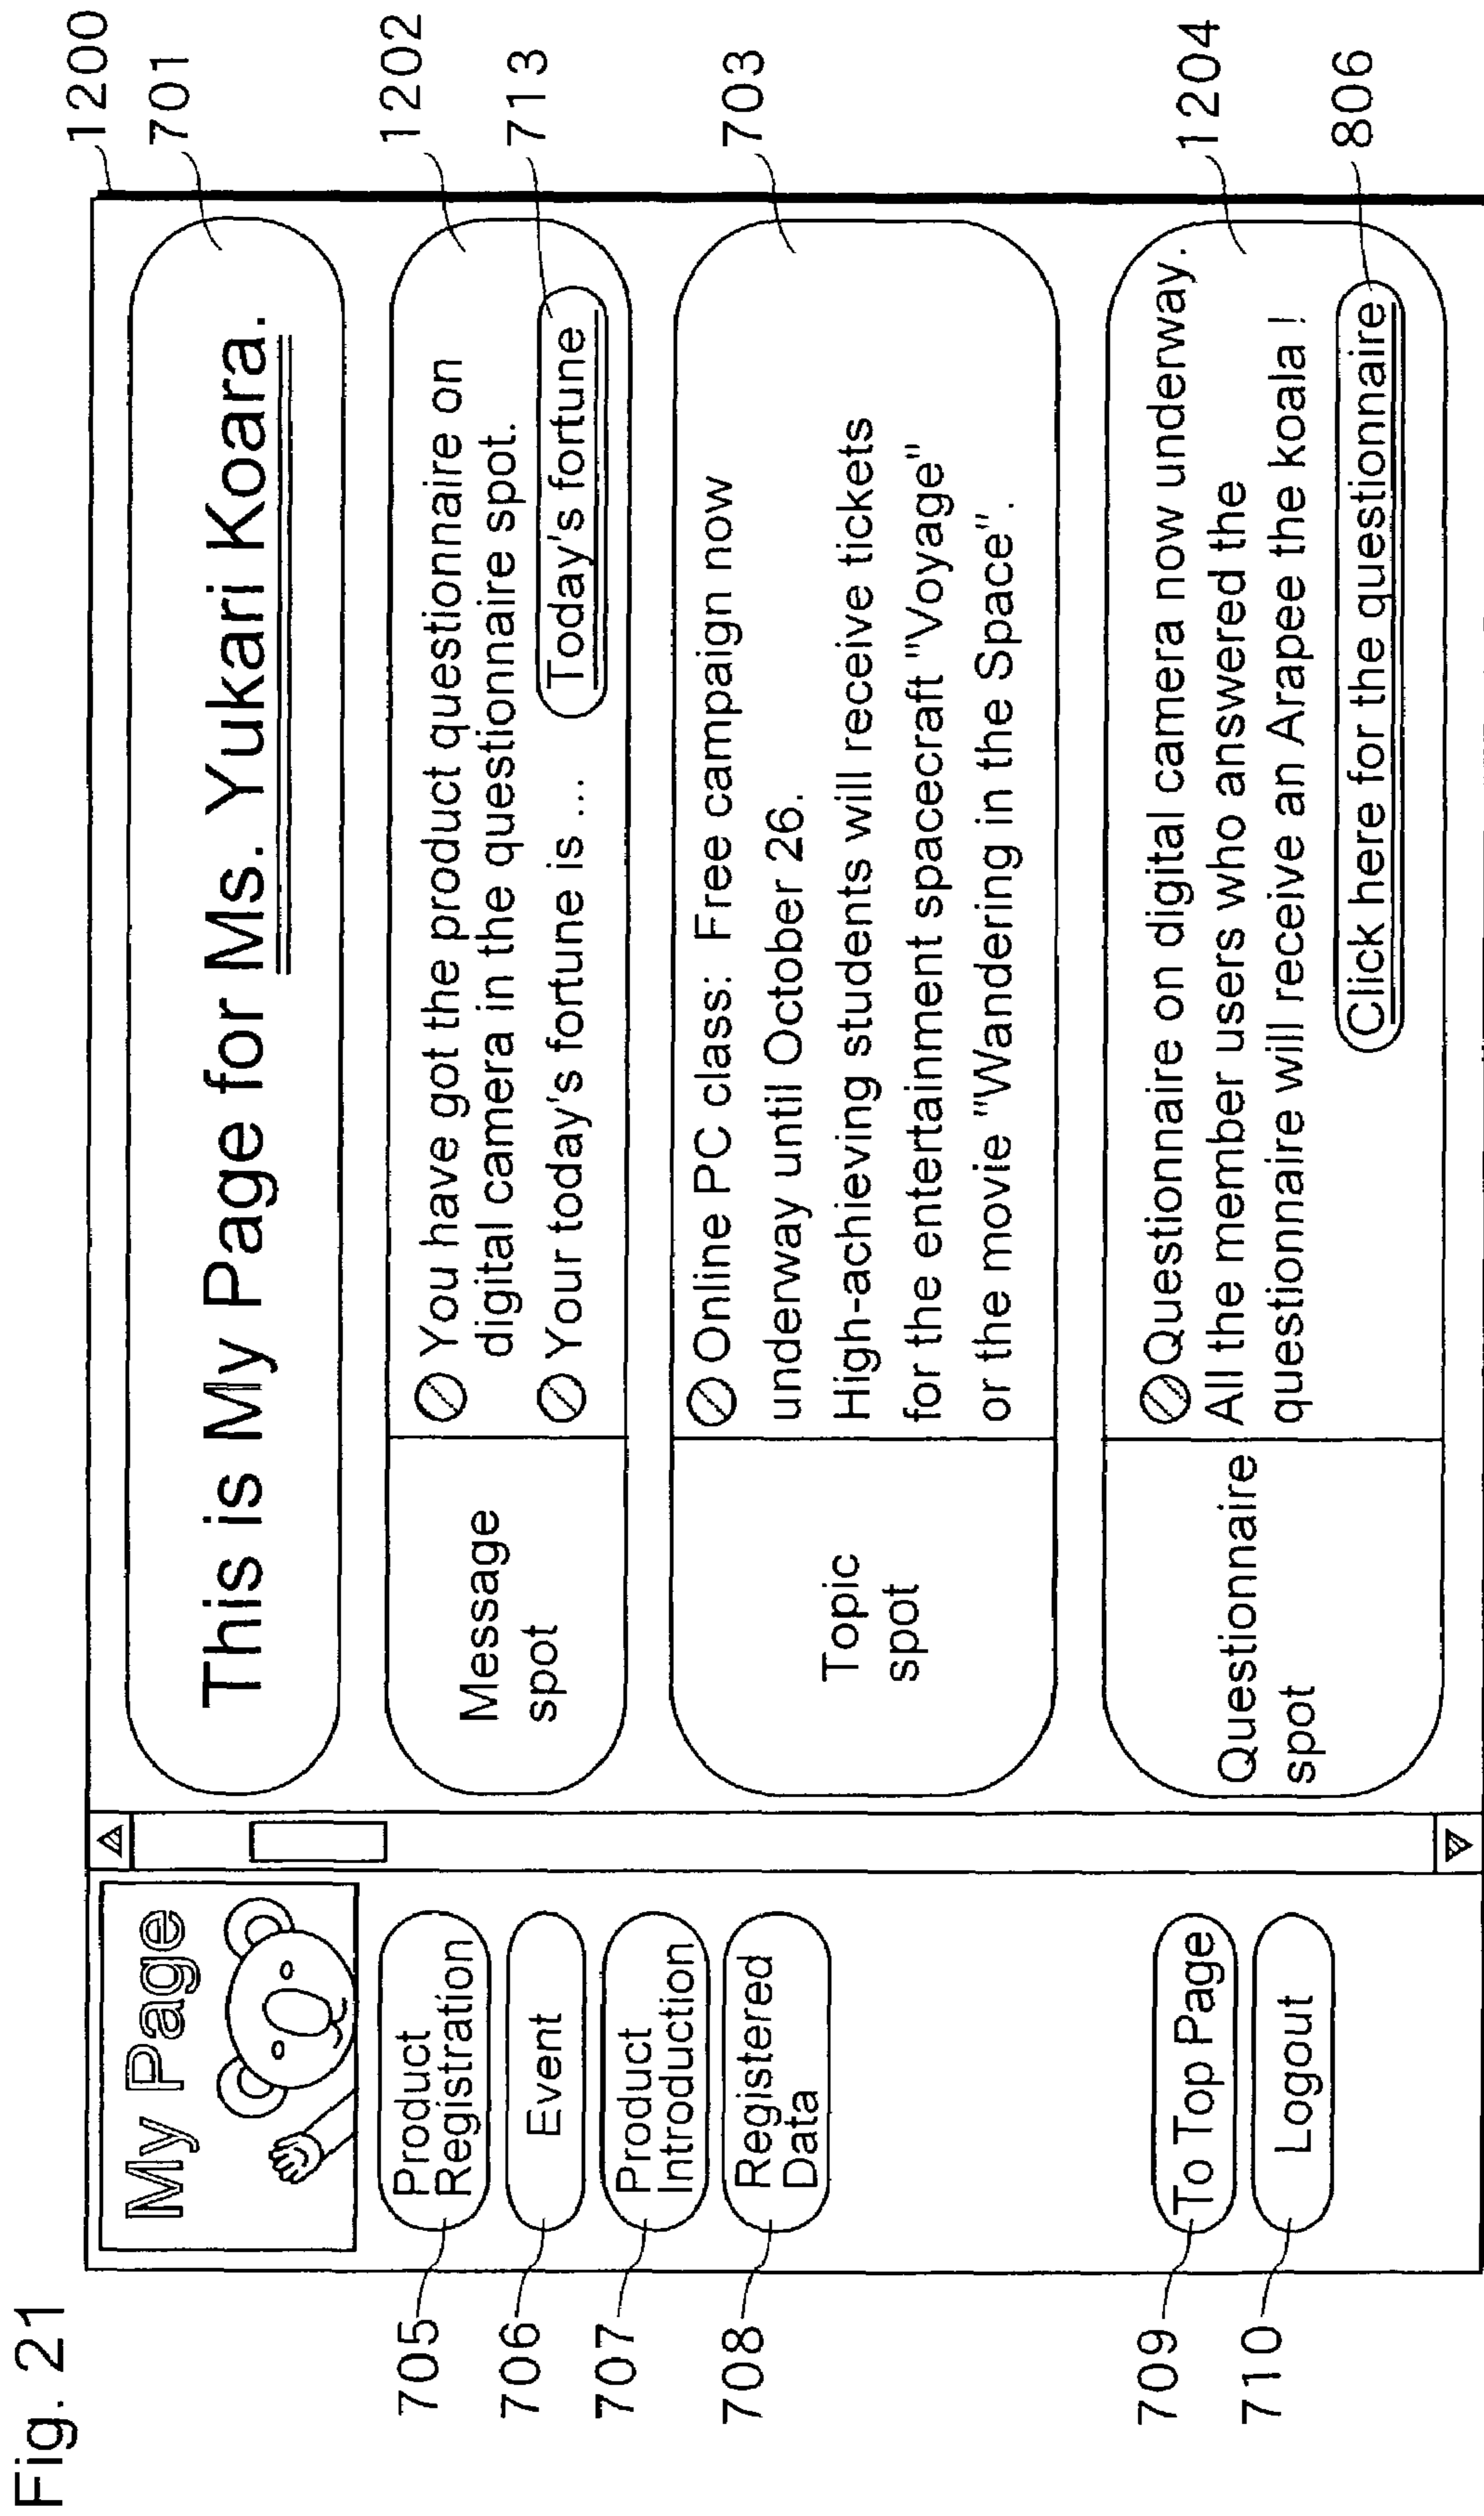 Fig. 21
1200
My Page
This is My Page for Ms. Yukari Koara.
701
705
Product
Registration
706
Event
707
Product
Introduction
708
Registered
Data
709
To Top Page
710
Logout
Message
spot
You have got the product questionnaire on
digital camera in the questionnaire spot.
Your today's fortune is ...
Today's fortune
1202
713
Topic
spot
Online PC class: Free campaign now
underway until October 26.
High-achieving students will receive tickets
for the entertainment spacecraft "Voyage"
or the movie "Wandering in the Space".
703
Questionnaire
spot
Questionnaire on digital camera now underway.
All the member users who answered the
questionnaire will receive an Arapee the koala !
Click here for the questionnaire
1204
806